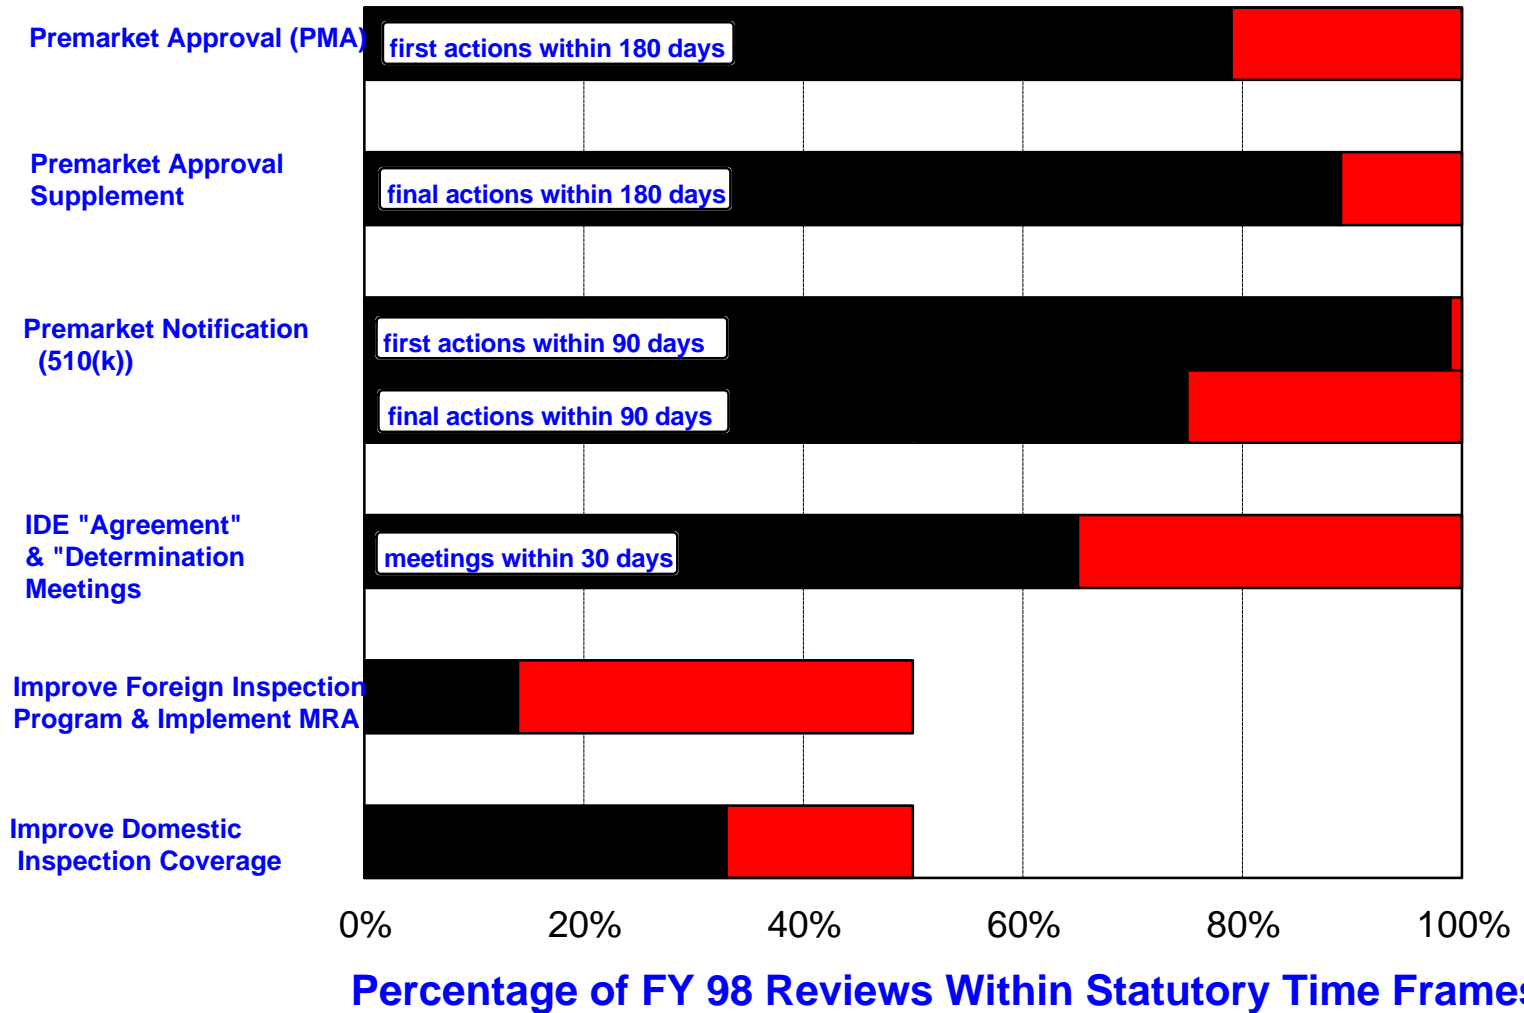 Premarket Approval (PMA)
first actions within 180 days
Premarket Approval
Supplement
final actions within 180 days
Premarket Notification
(510(k))
first actions within 90 days
final actions within 90 days
IDE "Agreement"
& "Determination
Meetings
meetings within 30 days
Improve Foreign Inspection
Program & Implement MRA
Improve Domestic
Inspection Coverage
0% 20% 40% 60% 80% 100%
Percentage of FY 98 Reviews Within Statutory Time Frames